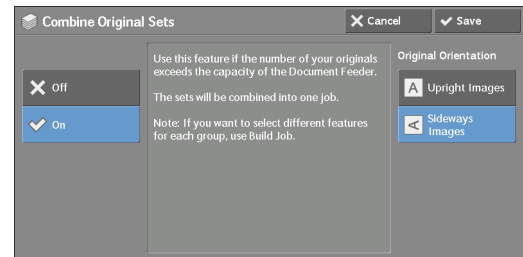 Combine Original Sets
Cancel
Save
Off
On
Use this feature if the number of your originals
exceeds the capacity of the Document Feeder.
The sets will be combined into one job.
Note: If you want to select different features
for each group, use Build Job.
Original Orientation
A Upright Images
A Sideways
Images